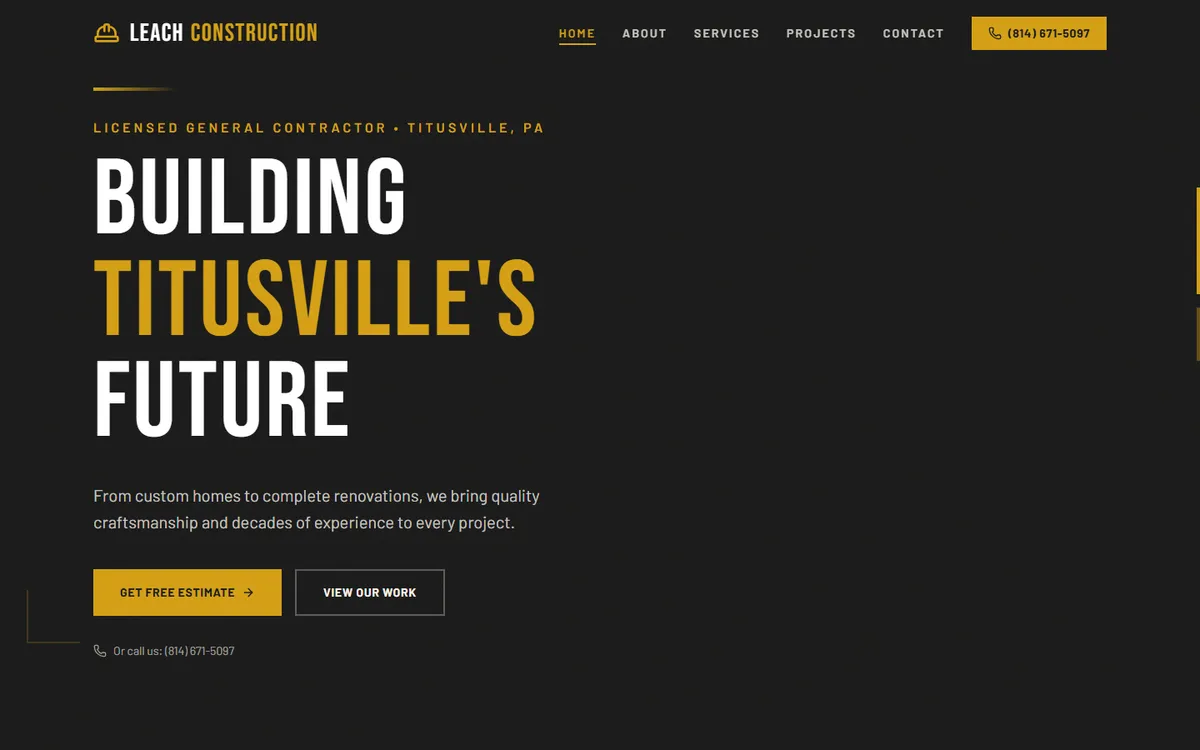 LEACH CONSTRUCTION
HOME
ABOUT
SERVICES
PROJECTS
CONTACT
(814) 671-5097
LICENSED GENERAL CONTRACTOR • TITUSVILLE, PA
BUILDING
TITUSVILLE'S
FUTURE
From custom homes to complete renovations, we bring quality
craftsmanship and decades of experience to every project.
GET FREE ESTIMATE →
VIEW OUR WORK
Or call us: (814) 671-5097